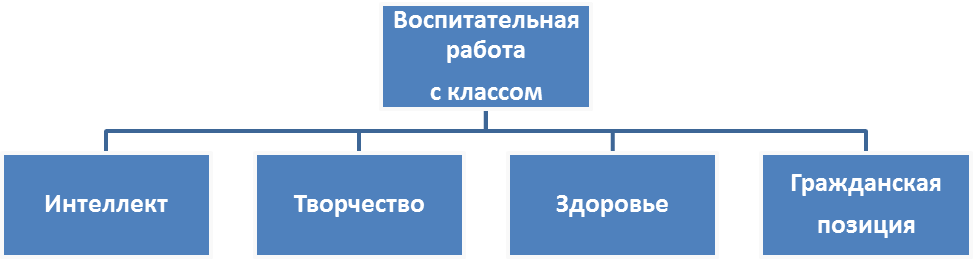 Воспитательная
работа
с классом
Интеллект
Творчество
Здоровье
Гражданская
позиция